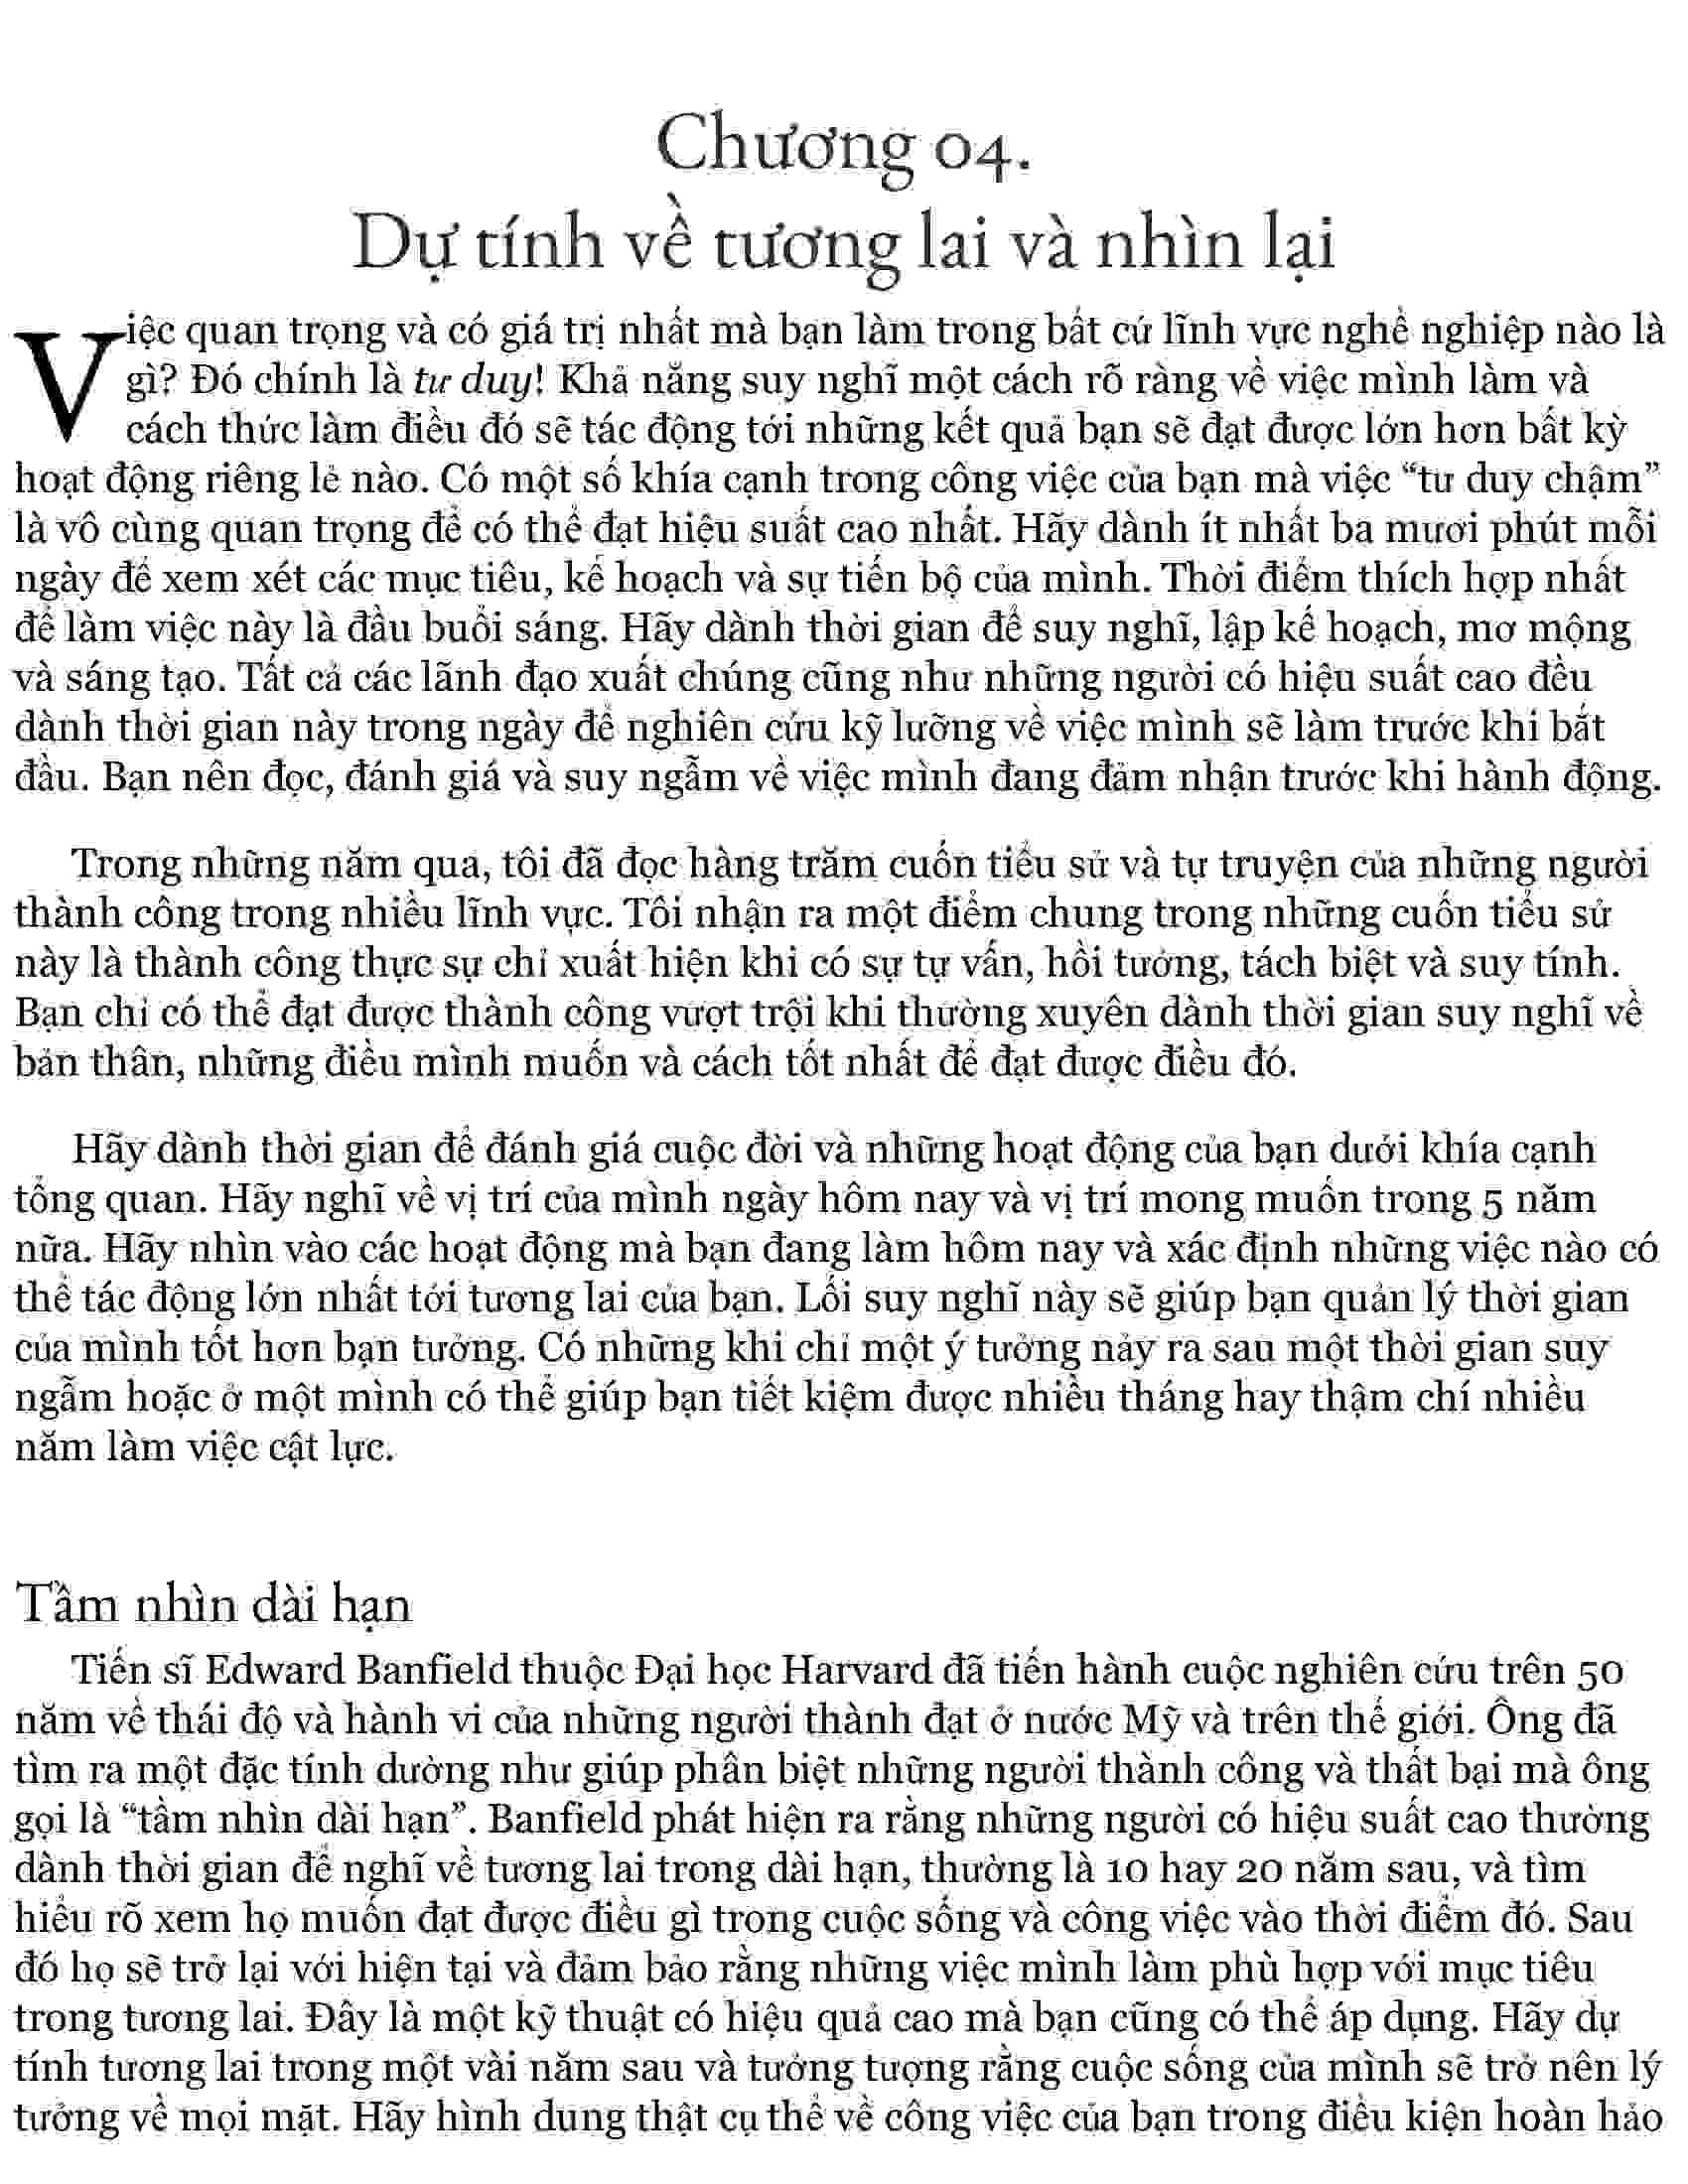 Chương 04.
Dự tính về tương lai và nhìn lại
Việc quan trọng và có giá trị nhất mà bạn làm trong bất cứ lĩnh vực nghề nghiệp nào là
gì? Đó chính là tư duy! Khả năng suy nghĩ một cách rõ ràng về việc mình làm và
cách thức làm điều đó sẽ tác động tới những kết quả bạn sẽ đạt được lớn hơn bất kỳ
hoạt động riêng lẻ nào. Có một số khía cạnh trong công việc của bạn mà việc “tư duy chậm”
là vô cùng quan trọng để có thể đạt hiệu suất cao nhất. Hãy dành ít nhất ba mươi phút mỗi
ngày để xem xét các mục tiêu, kế hoạch và sự tiến bộ của mình. Thời điểm thích hợp nhất
để làm việc này là đầu buổi sáng. Hãy dành thời gian để suy nghĩ, lập kế hoạch, mơ mộng
và sáng tạo. Tất cả các lãnh đạo xuất chúng cũng như những người có hiệu suất cao đều
dành thời gian này trong ngày để nghiên cứu kỹ lưỡng về việc mình sẽ làm trước khi bắt
đầu. Bạn nên đọc, đánh giá và suy ngẫm về việc mình đang đảm nhận trước khi hành động.
Trong những năm qua, tôi đã đọc hàng trăm cuốn tiểu sử và tự truyện của những người
thành công trong nhiều lĩnh vực. Tôi nhận ra một điểm chung trong những cuốn tiểu sử
này là thành công thực sự chỉ xuất hiện khi có sự tự vấn, hồi tưởng, tách biệt và suy tính.
Bạn chỉ có thể đạt được thành công vượt trội khi thường xuyên dành thời gian suy nghĩ về
bản thân, những điều mình muốn và cách tốt nhất để đạt được điều đó.
Hãy dành thời gian để đánh giá cuộc đời và những hoạt động của bạn dưới khía cạnh
tổng quan. Hãy nghĩ về vị trí của mình ngày hôm nay và vị trí mong muốn trong 5 năm
nữa. Hãy nhìn vào các hoạt động mà bạn đang làm hôm nay và xác định những việc nào có
thể tác động lớn nhất tới tương lai của bạn. Lối suy nghĩ này sẽ giúp bạn quản lý thời gian
của mình tốt hơn bạn tưởng. Có những khi chỉ một ý tưởng nảy ra sau một thời gian suy
ngẫm hoặc ở một mình có thể giúp bạn tiết kiệm được nhiều tháng hay thậm chí nhiều
năm làm việc cật lực.
Tầm nhìn dài hạn
Tiến sĩ Edward Banfield thuộc Đại học Harvard đã tiến hành cuộc nghiên cứu trên 50
năm về thái độ và hành vi của những người thành đạt ở nước Mỹ và trên thế giới. Ông đã
tìm ra một đặc tính dường như giúp phân biệt những người thành công và thất bại mà ông
gọi là “tầm nhìn dài hạn”. Banfield phát hiện ra rằng những người có hiệu suất cao thường
dành thời gian để nghĩ về tương lai trong dài hạn, thường là 10 hay 20 năm sau, và tìm
hiểu rõ xem họ muốn đạt được điều gì trong cuộc sống và công việc vào thời điểm đó. Sau
đó họ sẽ trở lại với hiện tại và đảm bảo rằng những việc mình làm phù hợp với mục tiêu
trong tương lai. Đây là một kỹ thuật có hiệu quả cao mà bạn cũng có thể áp dụng. Hãy dự
tính tương lai trong một vài năm sau và tưởng tượng rằng cuộc sống của mình sẽ trở nên lý
tưởng về mọi mặt. Hãy hình dung thật cụ thể về công việc của bạn trong điều kiện hoàn hảo